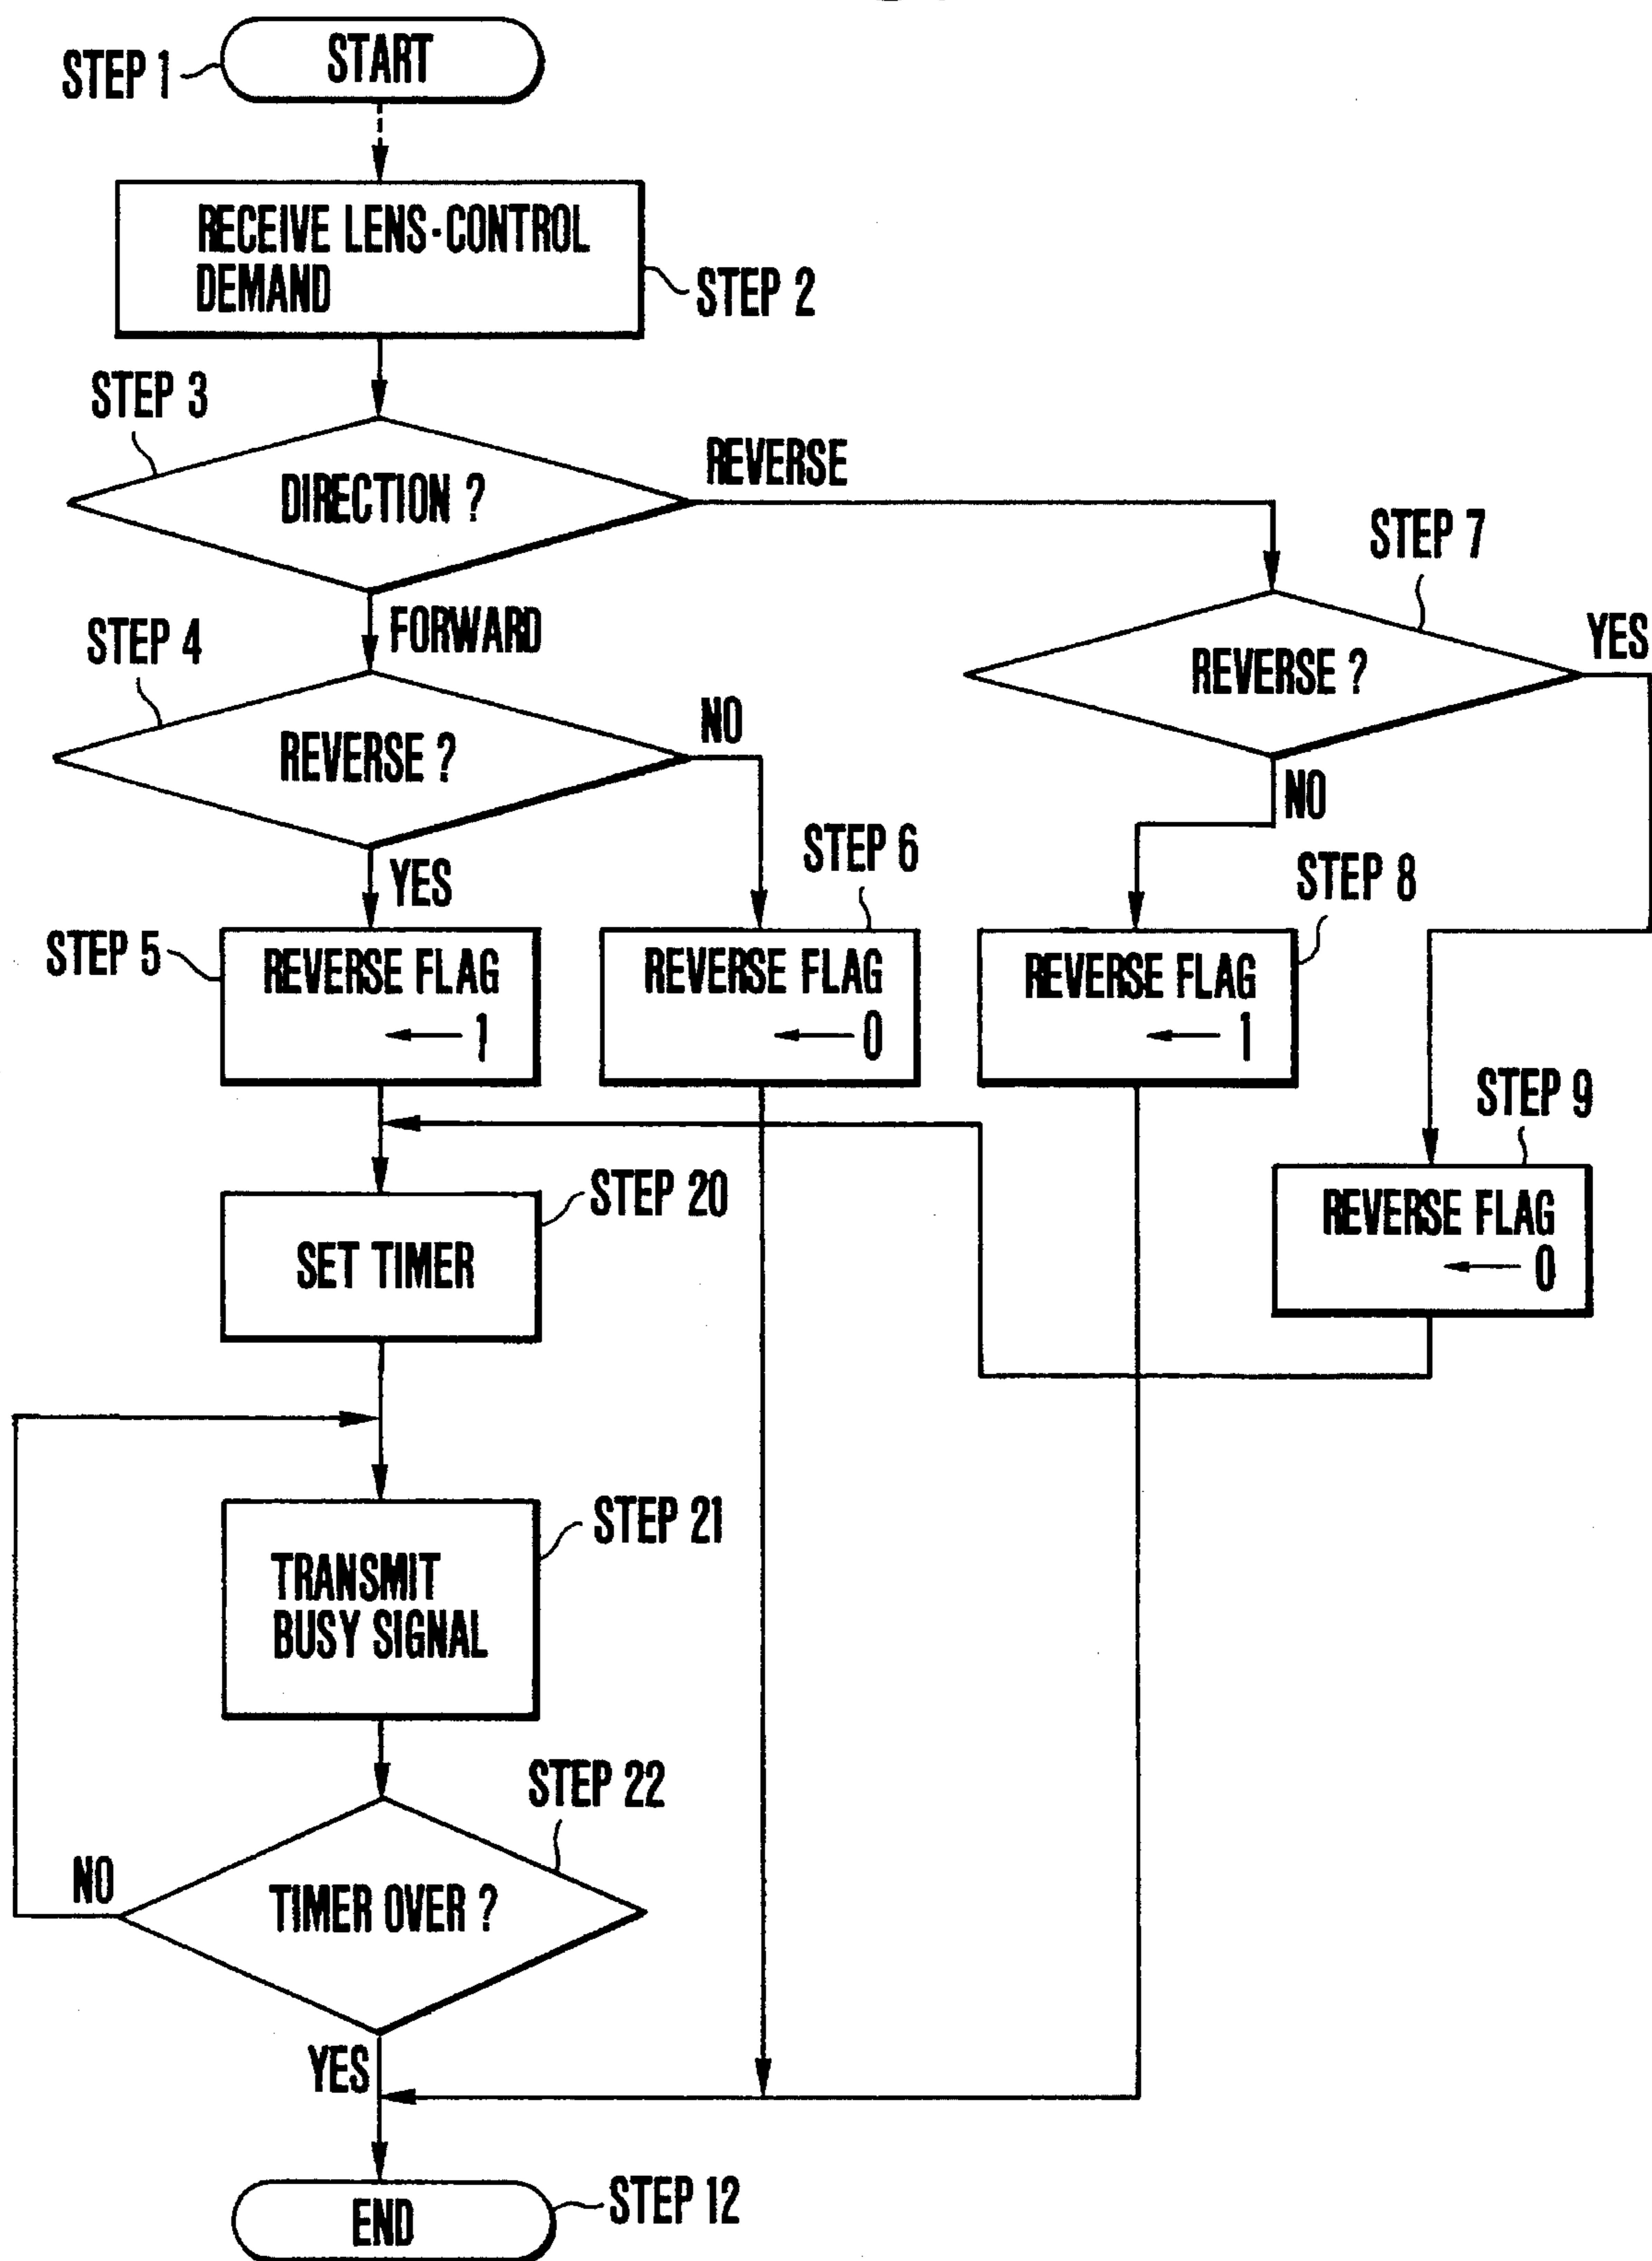 STEP 1
START
RECEIVE LENS-CONTROL
DEMAND
STEP 2
STEP 3
DIRECTION ?
REVERSE
FORWARD
STEP 4
REVERSE ?
NO
YES
STEP 7
REVERSE ?
YES
NO
STEP 5
REVERSE FLAG
← 1
STEP 6
REVERSE FLAG
← 0
STEP 8
REVERSE FLAG
← 1
STEP 9
REVERSE FLAG
← 0
STEP 20
SET TIMER
STEP 21
TRANSMIT
BUSY SIGNAL
STEP 22
TIMER OVER ?
NO
YES
END
STEP 12